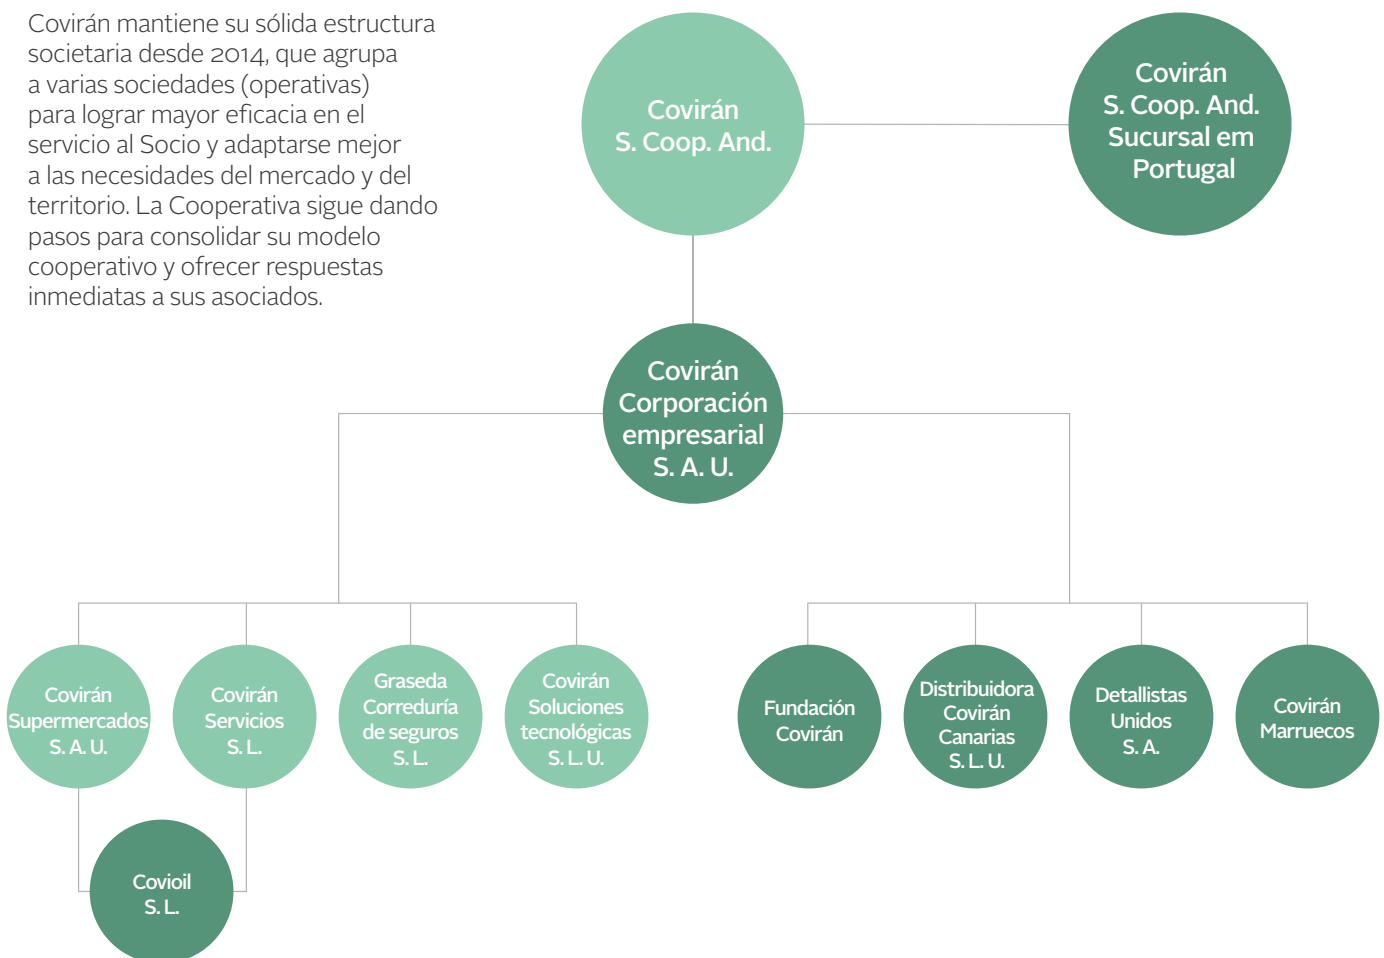 Covirán mantiene su sólida estructura
societaria desde 2014, que agrupa
a varias sociedades (operativas)
para lograr mayor eficacia en el
servicio al Socio y adaptarse mejor
a las necesidades del mercado y del
territorio. La Cooperativa sigue dando
pasos para consolidar su modelo
cooperativo y ofrecer respuestas
inmediatas a sus asociados.
Covirán
S. Coop. And.
Covirán
S. Coop. And.
Sucursal em
Portugal
Covirán
Corporación
empresarial
S. A. U.
Covirán
Supermercados
S. A. U.
Covirán
Servicios
S. L.
Graseda
Correduría
de seguros
S. L.
Covirán
Soluciones
tecnológicas
S. L. U.
Fundación
Covirán
Distribuidora
Covirán
Canarias
S. L. U.
Detallistas
Unidos
S. A.
Covirán
Marruecos
Covioil
S. L.